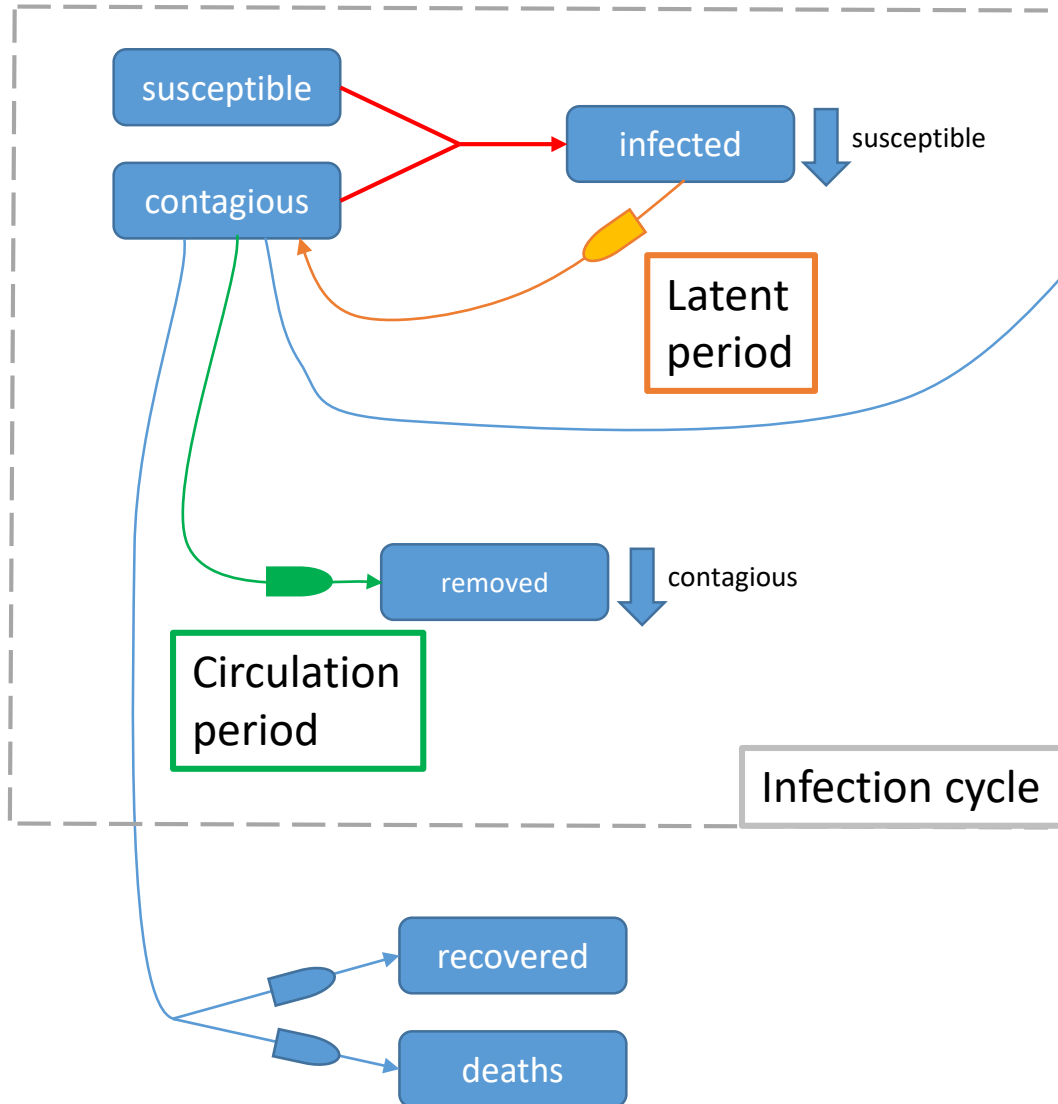 susceptible
infected
susceptible
contagious
Latent
period
removed
contagious
Circulation
period
Infection cycle
recovered
deaths